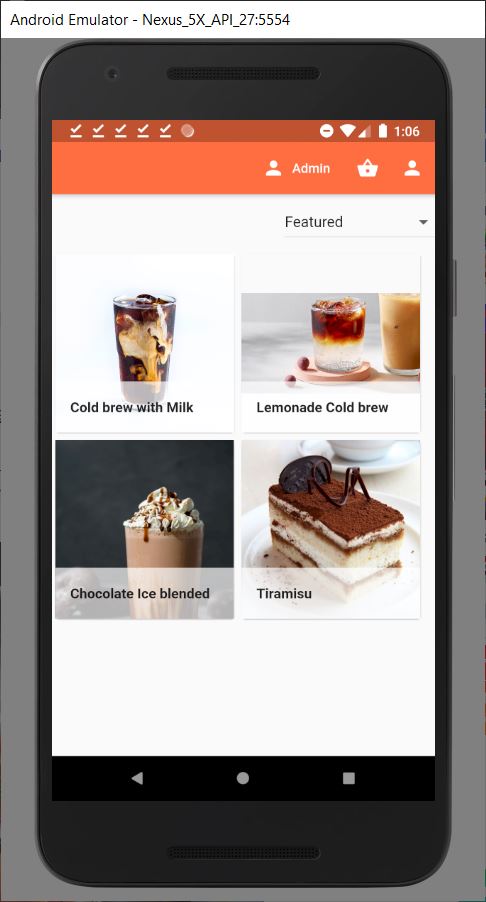 Android Emulator - Nexus_5X_API_27:5554
1:06
Admin
Featured
Cold brew with Milk
Lemonade Cold brew
Chocolate Ice blended
Tiramisu